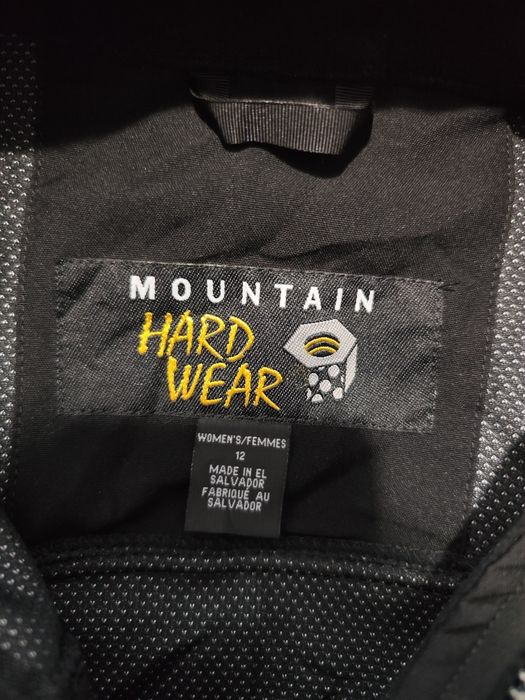 MOUNTAIN
HARD
WEAR
WOMEN'S/FEMMES
12
MADE IN EL
SALVADOR
FABRIQUÉ AU
SALVADOR